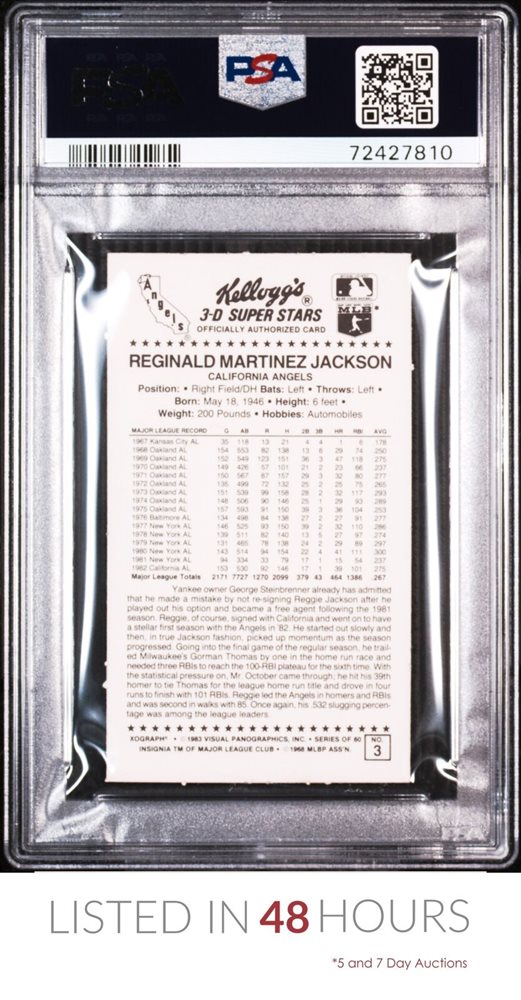 PSA
PSA
72427810
Angels
Kellogg's®
3-D SUPER STARS
OFFICIALLY AUTHORIZED CARD
MLB*
REGINALD MARTINEZ JACKSON
CALIFORNIA ANGELS
Position: • Right Field/DH Bats: Left • Throws: Left •
Born: May 18, 1946 • Height: 6 feet •
Weight: 200 Pounds • Hobbies: Automobiles
MAJOR LEAGUE RECORD G AB R H 2B 3B HR RBI AVG
1967 Kansas City AL 35 118 13 21 4 4 1 6 .178
1968 Oakland AL 154 553 82 138 13 6 29 74 .250
1969 Oakland AL 152 549 123 151 36 3 47 118 .275
1970 Oakland AL 149 426 57 101 21 2 23 66 .237
1971 Oakland AL 150 567 87 157 29 3 32 80 .277
1972 Oakland AL 135 499 72 132 25 2 25 75 .265
1973 Oakland AL 151 539 99 158 28 2 32 117 .293
1974 Oakland AL 148 506 90 146 25 1 29 93 .289
1975 Oakland AL 157 593 91 150 39 3 36 104 .253
1976 Baltimore AL 134 498 84 138 27 2 27 91 .277
1977 New York AL 146 525 93 150 39 2 32 110 .286
1978 New York AL 139 511 82 140 13 5 27 97 .274
1979 New York AL 131 465 78 138 24 2 29 89 .297
1980 New York AL 143 514 94 154 22 4 41 111 .300
1981 New York AL 94 334 33 79 17 1 15 54 .237
1982 California AL 153 530 92 146 17 1 39 101 .275
Major League Totals 2171 7727 1270 2099 379 43 464 1386 .267
Yankee owner George Steinbrenner already has admitted
that he made a mistake by not re-signing Reggie Jackson after he
played out his option and became a free agent following the 1981
season. Reggie, of course, signed with California and went on to have
a stellar first season with the Angels in '82. He started out slowly and
then, in true Jackson fashion, picked up momentum as the season
progressed. Going into the final game of the regular season, he trail-
ed Milwaukee's Gorman Thomas by one in the home run race and
needed three RBIs to reach the 100-RBI plateau for the sixth time. With
the statistical pressure on, Mr. October came through; he hit his 39th
homer to tie Thomas for the league home run title and drove in four
runs to finish with 101 RBIs. Reggie led the Angels in homers and RBIs
and was second in walks with 85. Once again, his .532 slugging percen-
tage was among the league leaders.
XOGRAPH® • © 1983 VISUAL PANOGRAPHICS, INC. • SERIES OF 60
INSIGNIA TM OF MAJOR LEAGUE CLUB • © 1968 MLBP ASS'N.
NO.
3
LISTED IN 48 HOURS
*5 and 7 Day Auctions